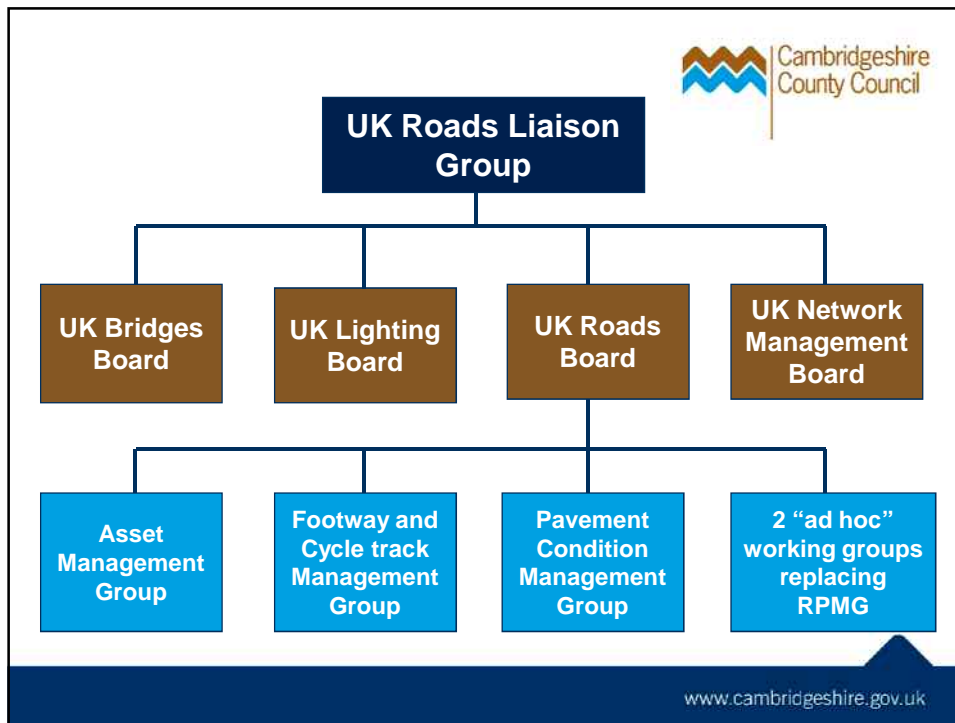 Cambridgeshire
County Council
UK Roads Liaison
Group
UK Bridges
Board
UK Lighting
Board
UK Roads
Board
UK Network
Management
Board
Asset
Management
Group
Footway and
Cycle track
Management
Group
Pavement
Condition
Management
Group
2 “ad hoc”
working groups
replacing
RPMG
www.cambridgeshire.gov.uk